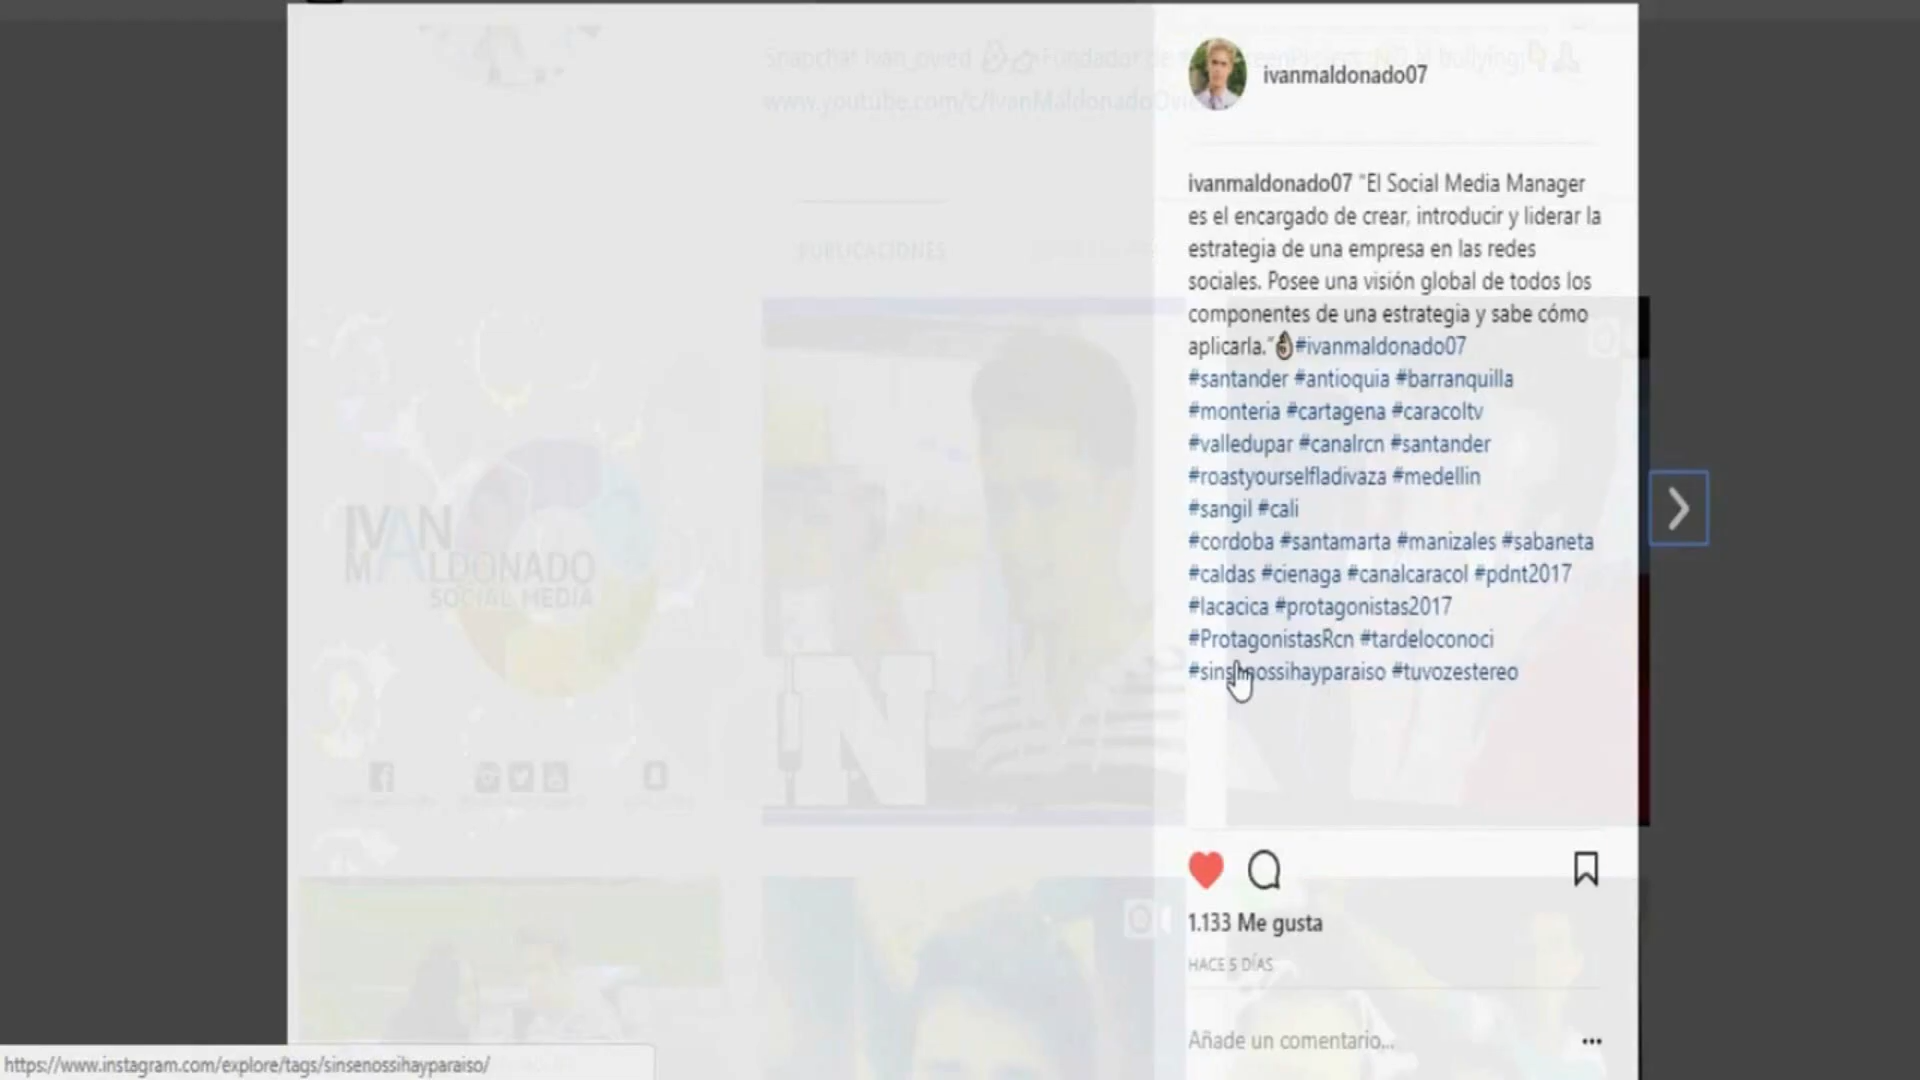 Snapchat ivan_ovied Fundador de bullying¡
www.youtube.com/c/IvanMaldonadoOvie
PUBLICACIONES
IVAN
MALDONADO
SOCIAL MEDIA
N
ivanmaldonado07
ivanmaldonado07 "El Social Media Manager
es el encargado de crear, introducir y liderar la
estrategia de una empresa en las redes
sociales. Posee una visión global de todos los
componentes de una estrategia y sabe cómo
aplicarla."👌#ivanmaldonado07
#santander #antioquia #barranquilla
#monteria #cartagena #caracoltv
#valledupar #canalrcn #santander
#roastyourselfladivaza #medellin
#sangil #cali
#cordoba #santamarta #manizales #sabaneta
#caldas #cienaga #canalcaracol #pdnt2017
#lacacica #protagonistas2017
#ProtagonistasRcn #tardeloconoci
#sinsenossihayparaiso #tuvozestereo
1.133 Me gusta
HACE 5 DÍAS
Añade un comentario...
https://www.instagram.com/explore/tags/sinsenossihayparaiso/